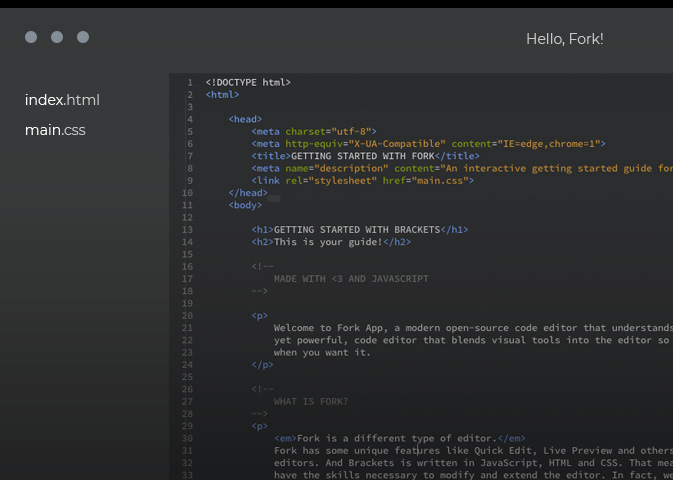 Hello, Fork!
index.html
main.css
1 <!DOCTYPE html>
2 <html>
3
4 <head>
5 <meta charset="utf-8">
6 <meta http-equiv="X-UA-Compatible" content="IE=edge,chrome=1">
7 <title>GETTING STARTED WITH FORK</title>
8 <meta name="description" content="An interactive getting started guide for
9 <link rel="stylesheet" href="main.css">
10 </head>
11 <body>
12
13 <h1>GETTING STARTED WITH BRACKETS</h1>
14 <h2>This is your guide!</h2>
15
16 <!--
17 MADE WITH <3 AND JAVASCRIPT
18 -->
19
20 <p>
21 Welcome to Fork App, a modern open-source code editor that understands
22 yet powerful, code editor that blends visual tools into the editor so
23 when you want it.
24 </p>
25
26 <!--
27 WHAT IS FORK?
28 -->
29 <p>
30 <em>Fork is a different type of editor.</em>
31 Fork has some unique features like Quick Edit, Live Preview and others
32 editors. And Brackets is written in JavaScript, HTML and CSS. That mea
33 have the skills necessary to modify and extend the editor. In fact, we